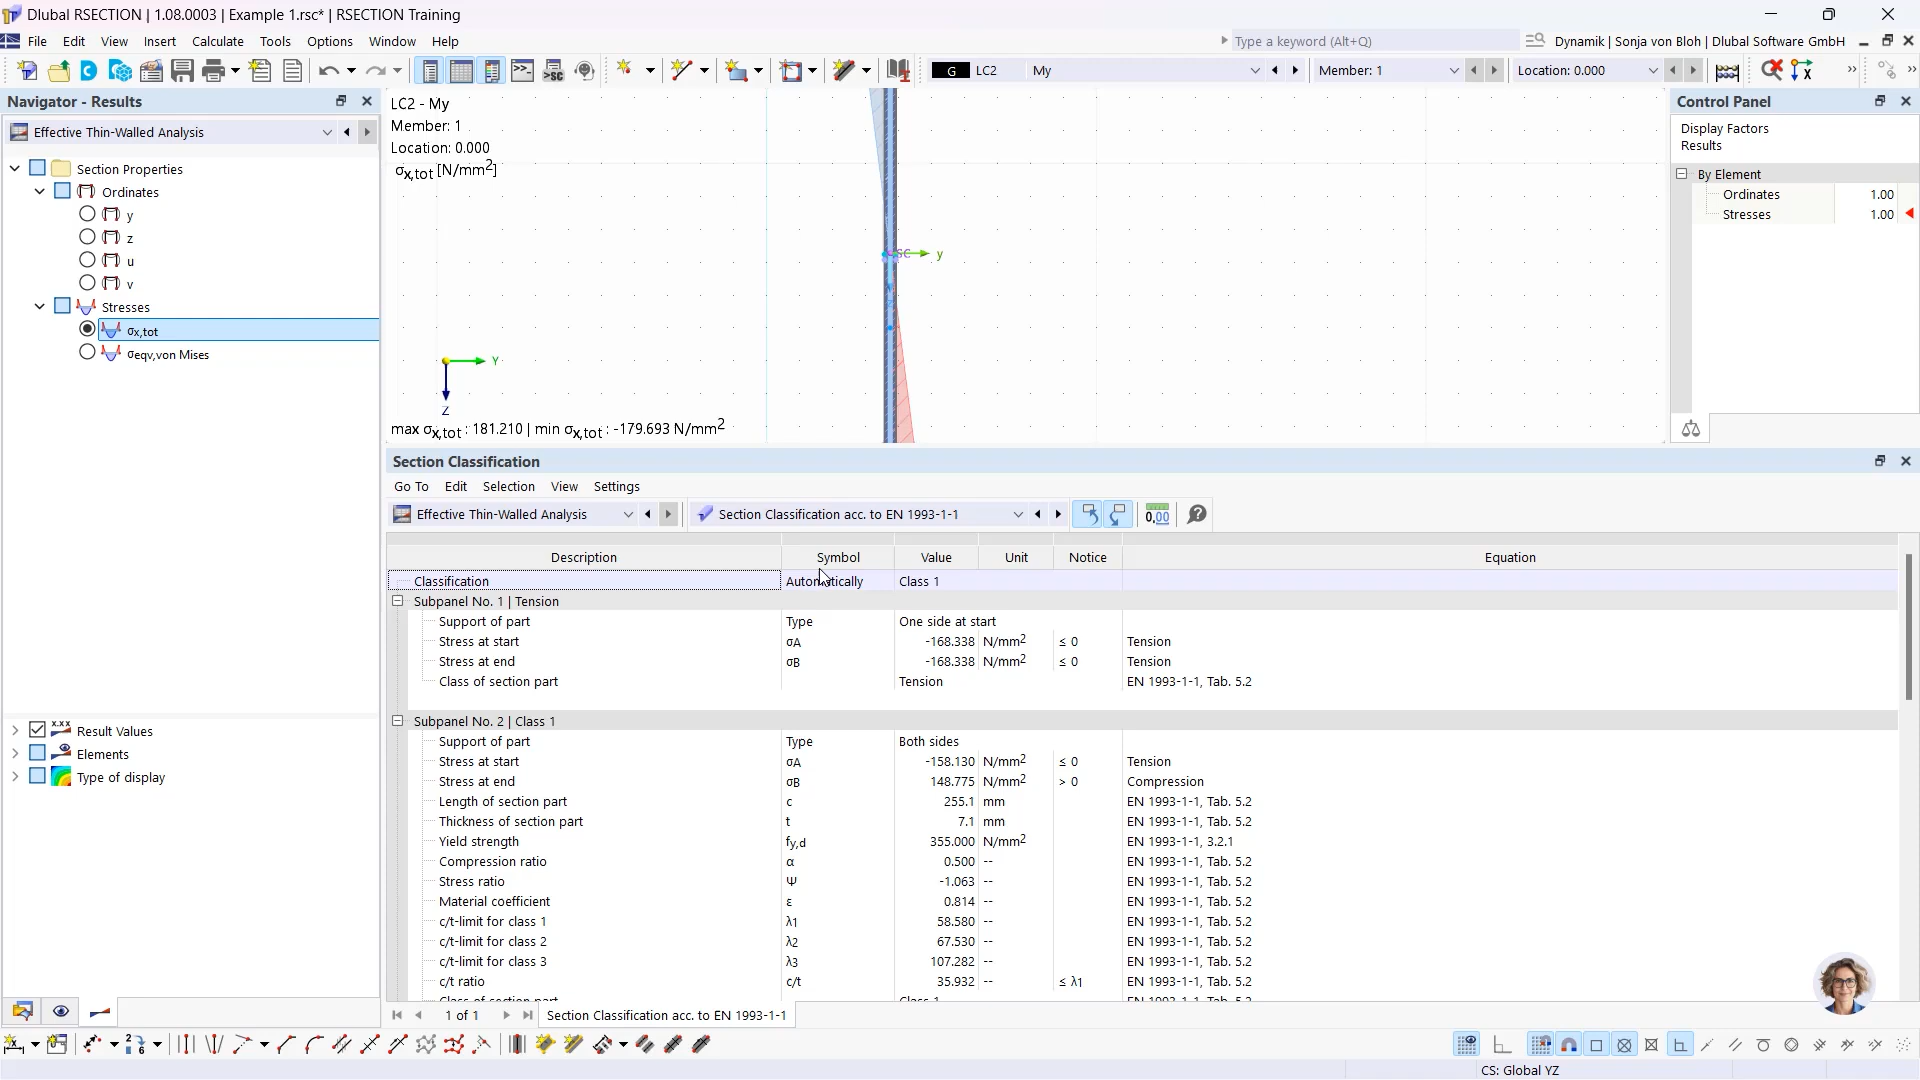 Dlubal RSECTION | 1.08.0003 | Example 1.rsc* | RSECTION Training
File Edit View Insert Calculate Tools Options Window Help
Type a keyword (Alt+Q)
Dynamik | Sonja von Bloh | Dlubal Software GmbH
G LC2 My
Member: 1
Location: 0.000
Navigator - Results
Effective Thin-Walled Analysis
Section Properties
Ordinates
y
z
u
v
Stresses
σx,tot
σeqv,von Mises
Result Values
Elements
Type of display
LC2 - My
Member: 1
Location: 0.000
σx,tot [N/mm2]
SC y
Y
Z
max σx,tot : 181.210 | min σx,tot : -179.693 N/mm2
Control Panel
Display Factors
Results
By Element
Ordinates 1.00
Stresses 1.00
Section Classification
Go To Edit Selection View Settings
Effective Thin-Walled Analysis
Section Classification acc. to EN 1993-1-1
0,00
Description Symbol Value Unit Notice Equation
Classification Automatically Class 1
Subpanel No. 1 | Tension
Support of part Type One side at start
Stress at start σA -168.338 N/mm2 ≤ 0 Tension
Stress at end σB -168.338 N/mm2 ≤ 0 Tension
Class of section part Tension EN 1993-1-1, Tab. 5.2
Subpanel No. 2 | Class 1
Support of part Type Both sides
Stress at start σA -158.130 N/mm2 ≤ 0 Tension
Stress at end σB 148.775 N/mm2 > 0 Compression
Length of section part c 255.1 mm EN 1993-1-1, Tab. 5.2
Thickness of section part t 7.1 mm EN 1993-1-1, Tab. 5.2
Yield strength fy,d 355.000 N/mm2 EN 1993-1-1, 3.2.1
Compression ratio α 0.500 -- EN 1993-1-1, Tab. 5.2
Stress ratio Ψ -1.063 -- EN 1993-1-1, Tab. 5.2
Material coefficient ε 0.814 -- EN 1993-1-1, Tab. 5.2
c/t-limit for class 1 λ1 58.580 -- EN 1993-1-1, Tab. 5.2
c/t-limit for class 2 λ2 67.530 -- EN 1993-1-1, Tab. 5.2
c/t-limit for class 3 λ3 107.282 -- EN 1993-1-1, Tab. 5.2
c/t ratio c/t 35.932 -- ≤ λ1 EN 1993-1-1, Tab. 5.2
Class of section part Class 1 EN 1993-1-1, Tab. 5.2
1 of 1
Section Classification acc. to EN 1993-1-1
CS: Global YZ